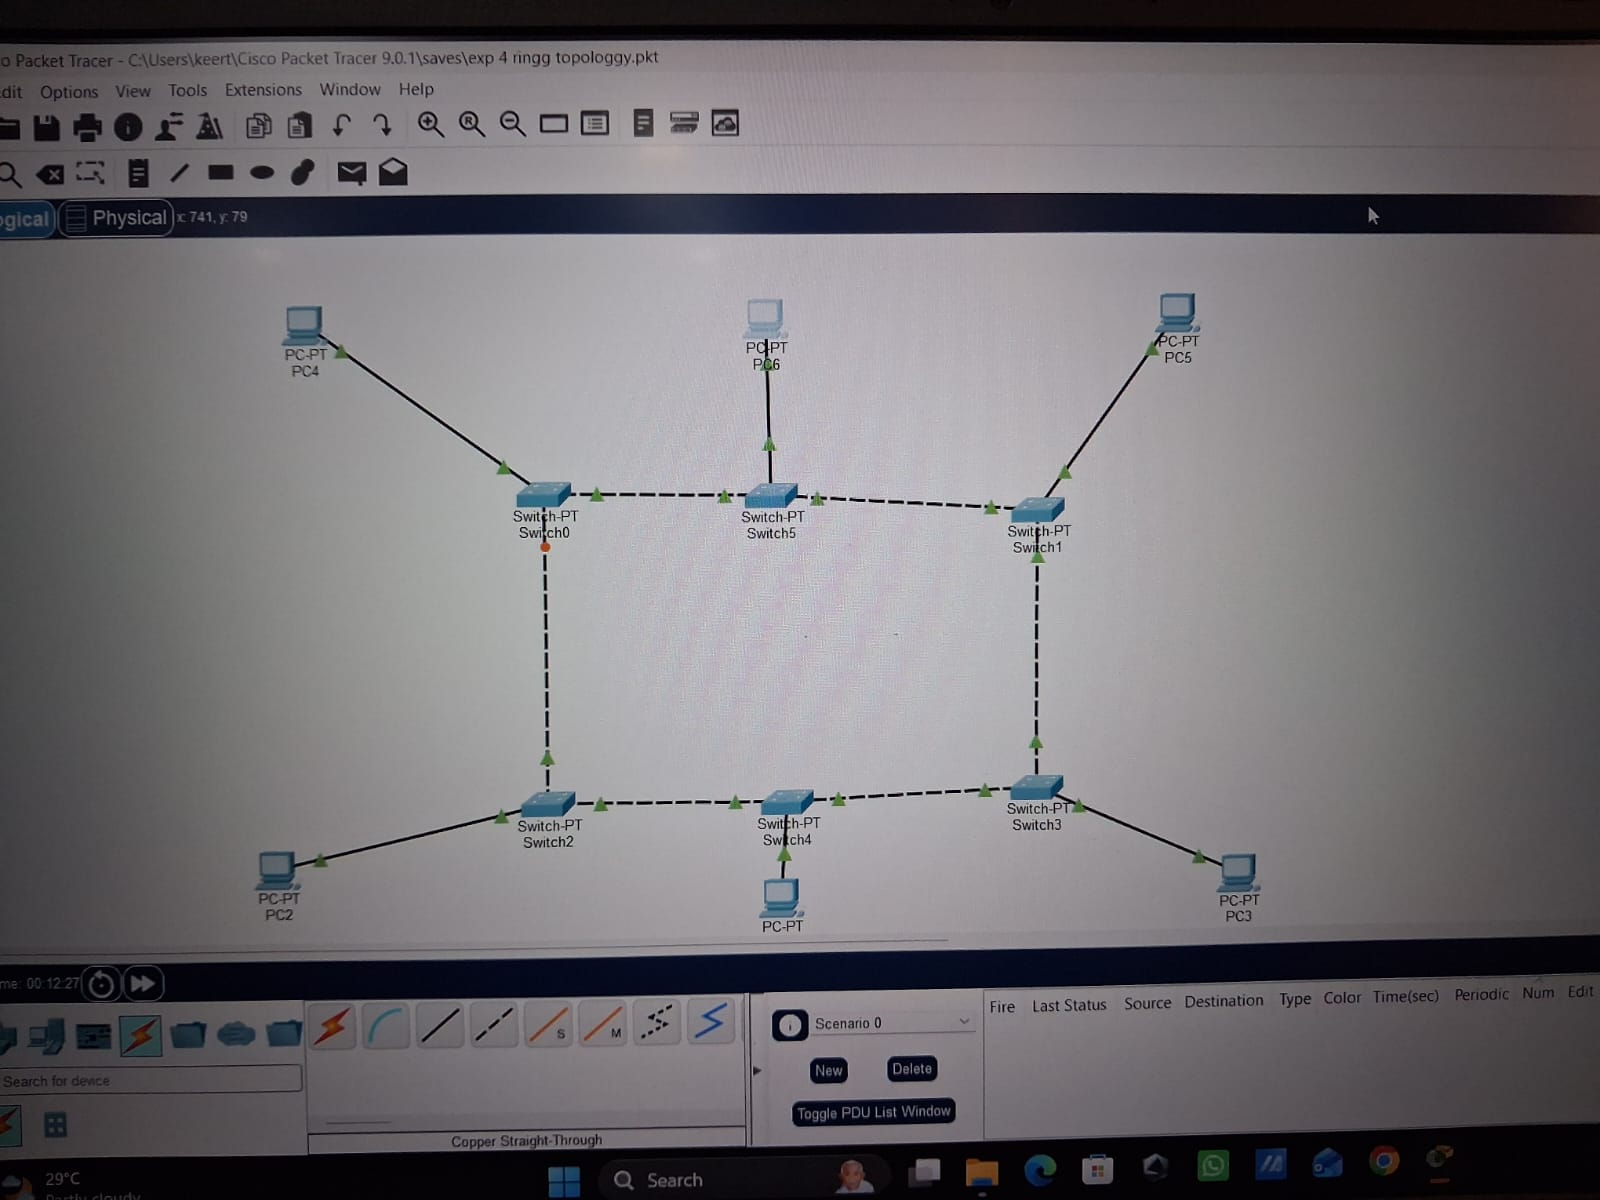 o Packet Tracer - C:\Users\keert\Cisco Packet Tracer 9.0.1\saves\exp 4 ringg topologgy.pkt
dit Options View Tools Extensions Window Help
ogical Physical x: 741, y: 79
PC-PT
PC4
PC-PT
PC6
PC-PT
PC5
Switch-PT
Switch0
Switch-PT
Switch5
Switch-PT
Switch1
Switch-PT
Switch2
Switch-PT
Switch4
Switch-PT
Switch3
PC-PT
PC2
PC-PT
PC-PT
PC3
me: 00:12:27
S
M
Scenario 0
Fire Last Status Source Destination Type Color Time(sec) Periodic Num Edit
New Delete
Search for device
Toggle PDU List Window
Copper Straight-Through
29°C
Partly cloudy
Search